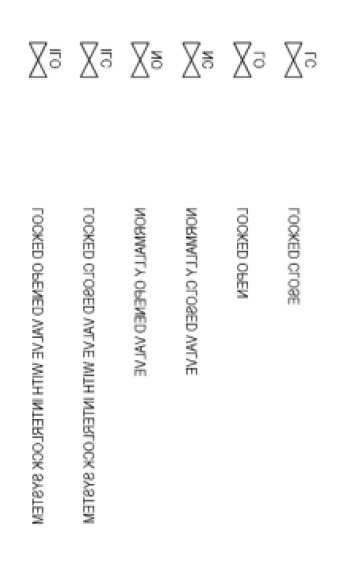 ILO LOCKED OPENED VALVE WITH INTERLOCK SYSTEM
ILC LOCKED CLOSED VALVE WITH INTERLOCK SYSTEM
NO NORMALLY OPENED VALVE
NC NORMALLY CLOSED VALVE
LO LOCKED OPEN
LC LOCKED CLOSE